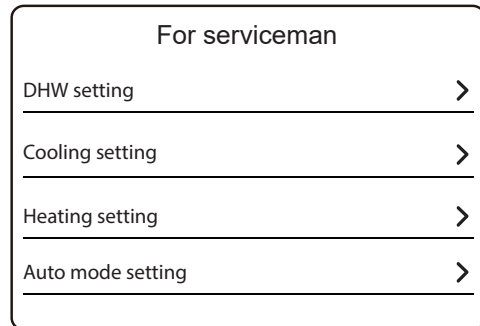 For serviceman
DHW setting
Cooling setting
Heating setting
Auto mode setting